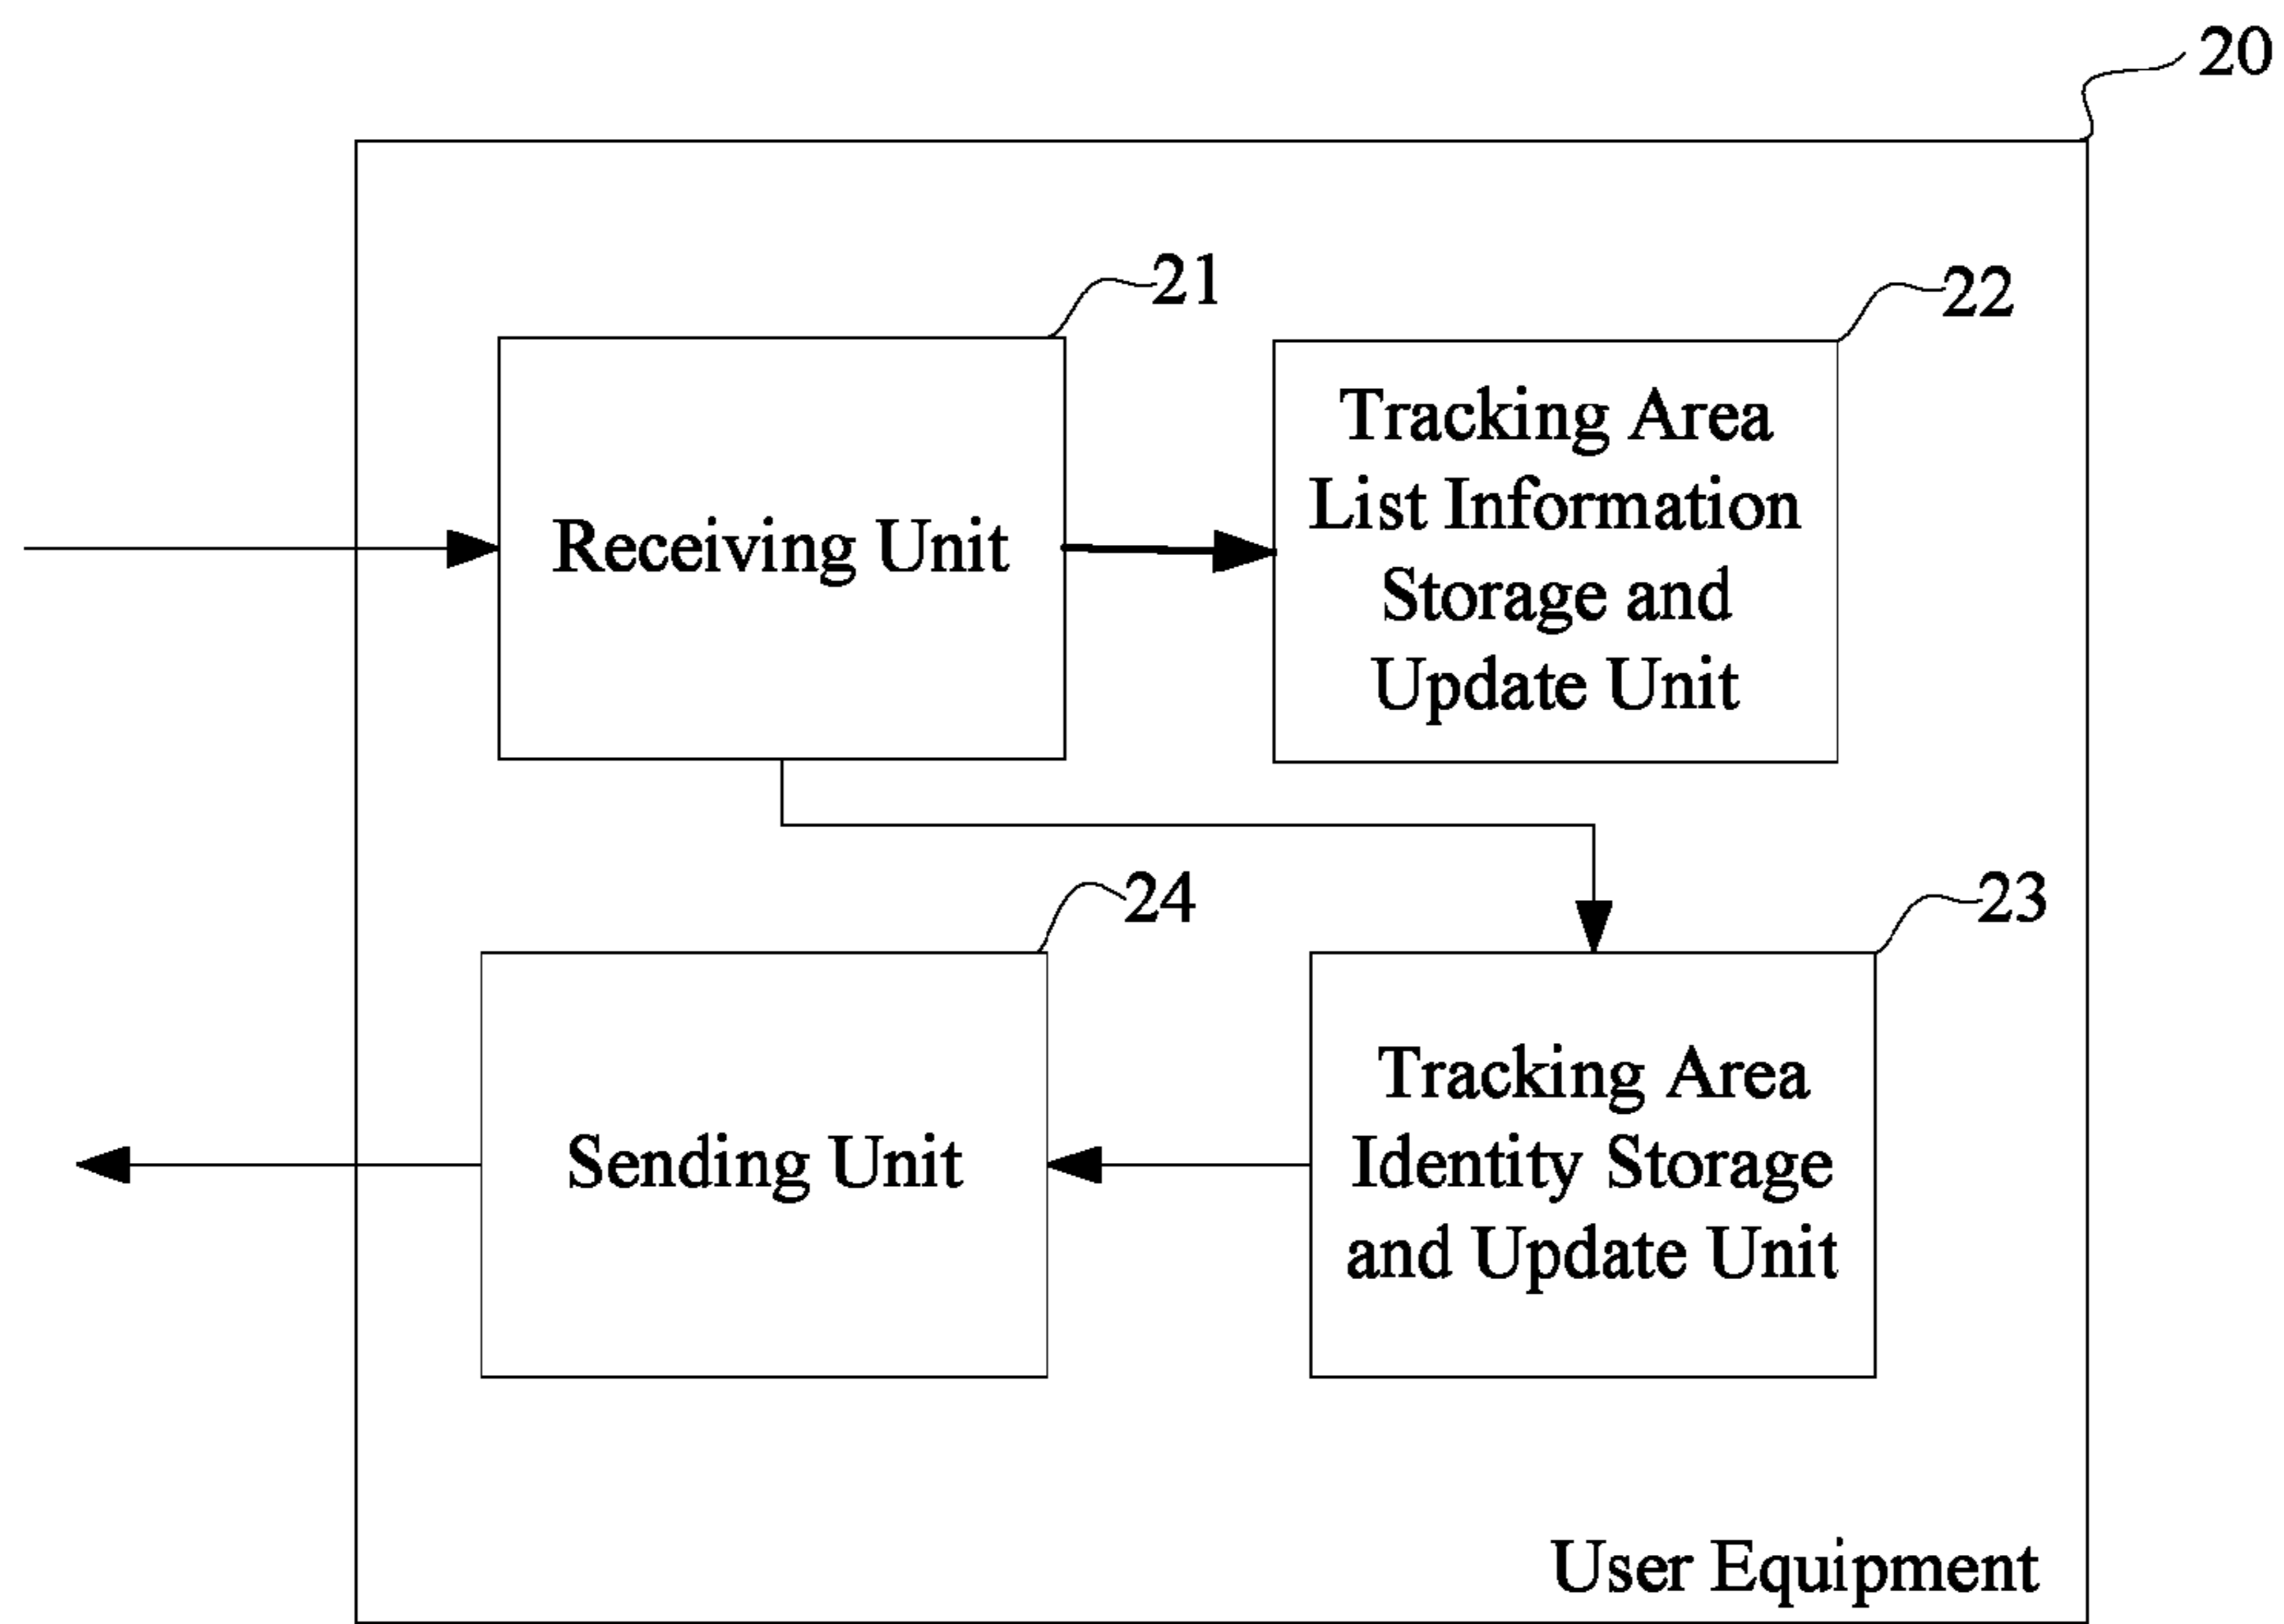 20
21
22
Receiving Unit
Tracking Area
List Information
Storage and
Update Unit
24
23
Sending Unit
Tracking Area
Identity Storage
and Update Unit
User Equipment